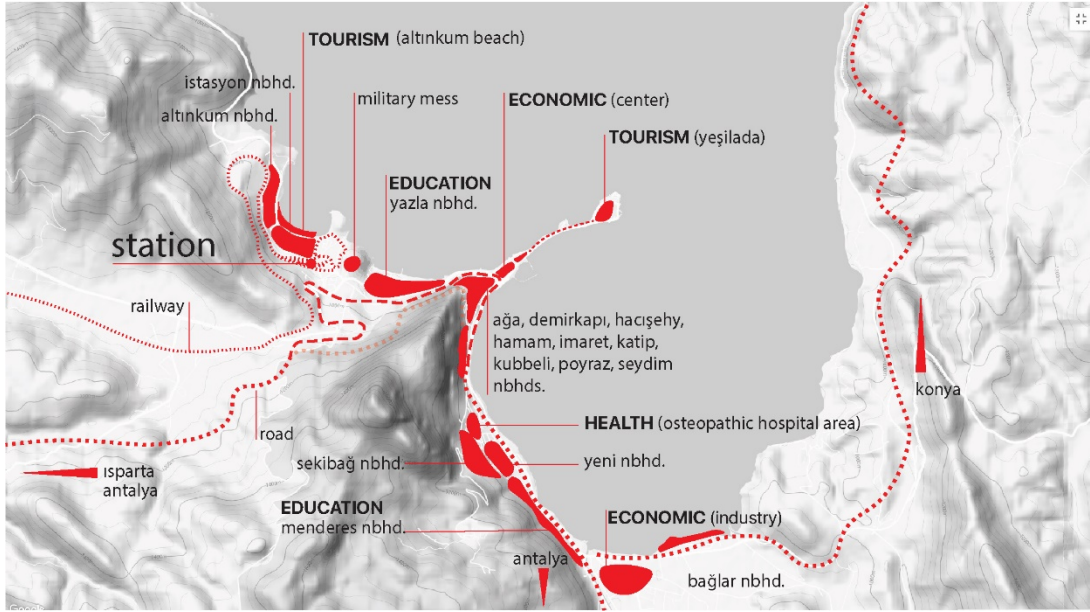 TOURISM (altınkum beach)
istasyon nbhd.
military mess
ECONOMIC (center)
altınkum nbhd.
TOURISM (yeşilada)
EDUCATION
yazla nbhd.
station
railway
ağa, demirkapı, hacışehy,
hamam, imaret, katip,
kubbeli, poyraz, seydim
nbhds.
konya
HEALTH (osteopathic hospital area)
road
sekibağ nbhd.
yeni nbhd.
ısparta
antalya
EDUCATION
menderes nbhd.
ECONOMIC (industry)
antalya
bağlar nbhd.
Google